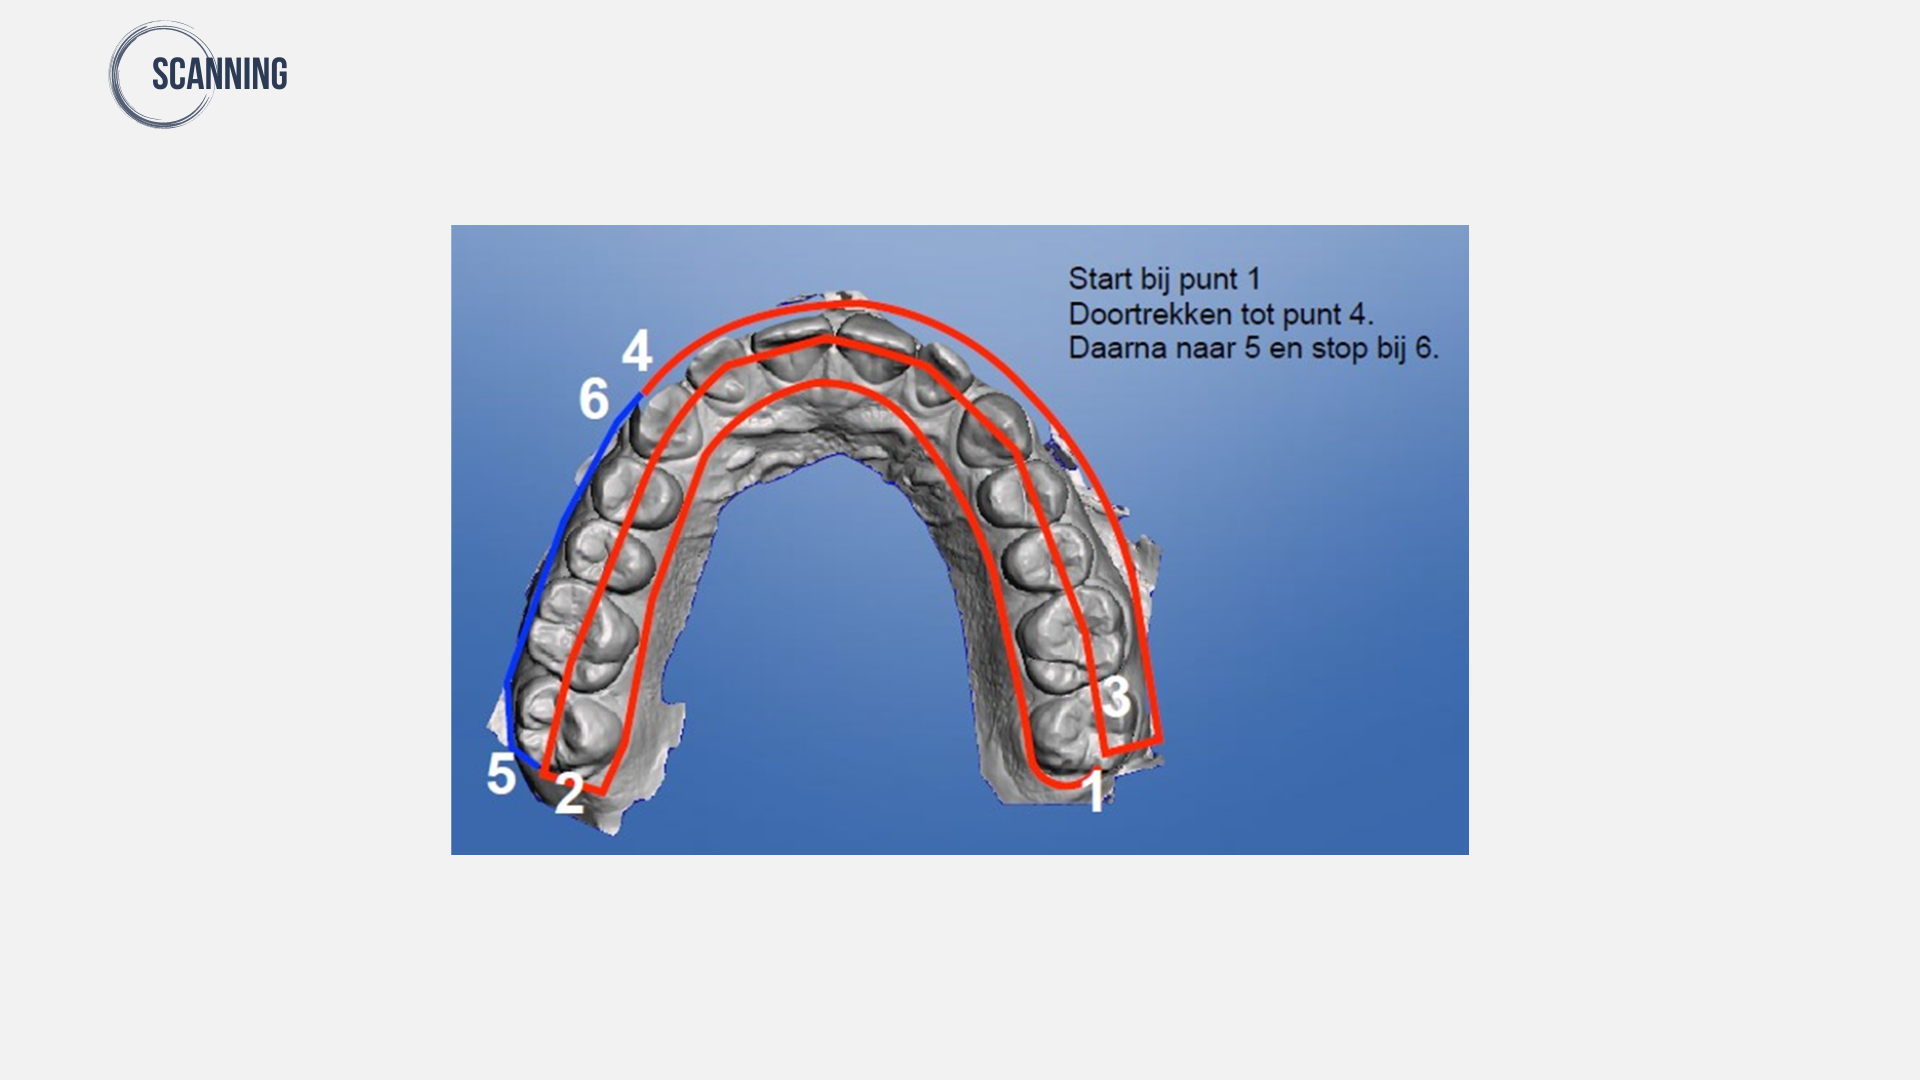 SCANNING
Start bij punt 1
Doortrekken tot punt 4.
Daarna naar 5 en stop bij 6.
4
6
3
5
2
1